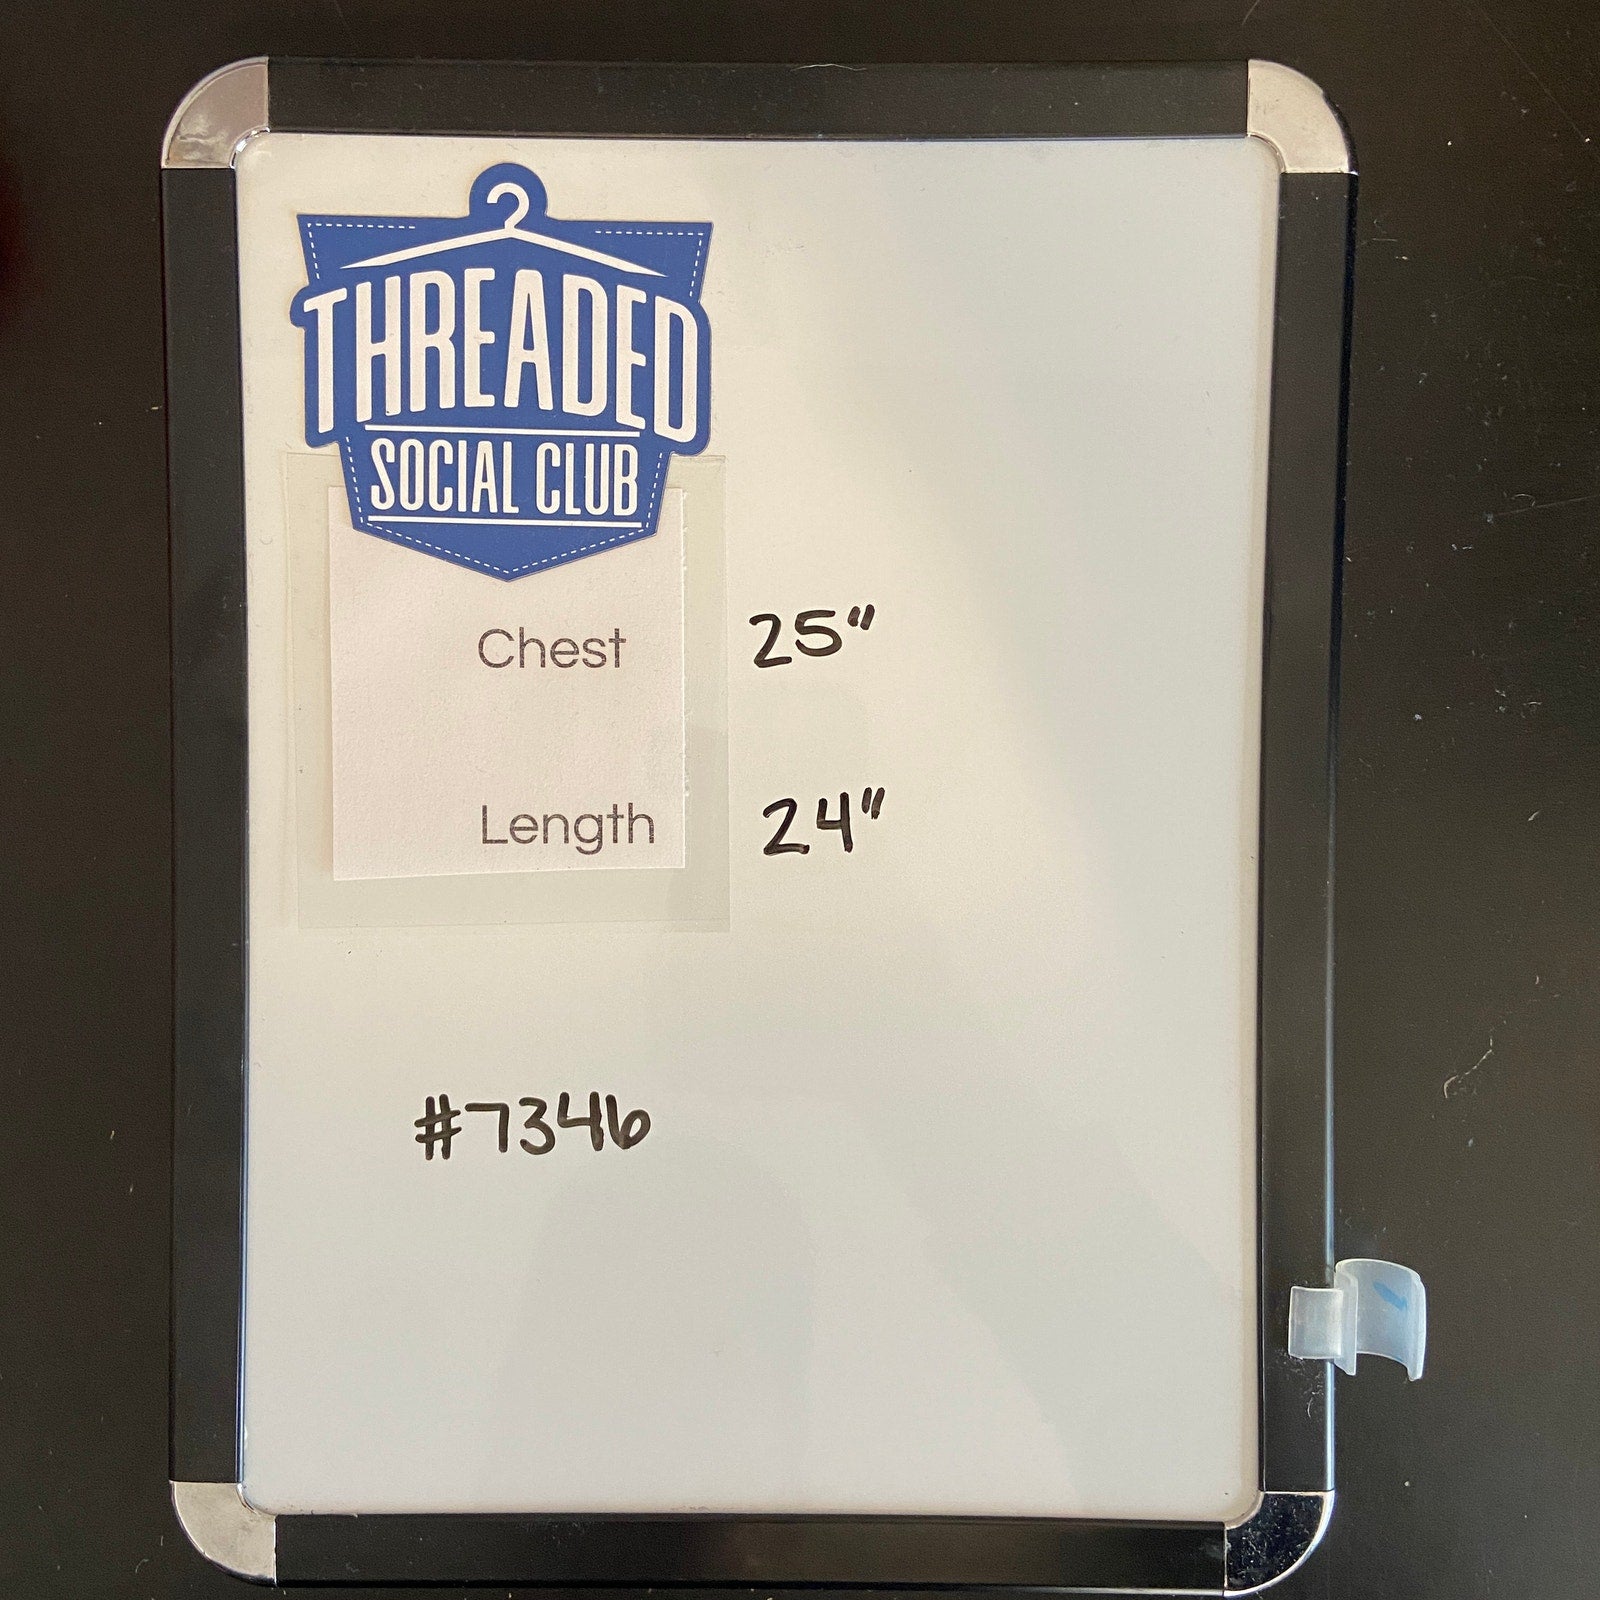 THREADED
SOCIAL CLUB
Chest 25"
Length 24"
#7346